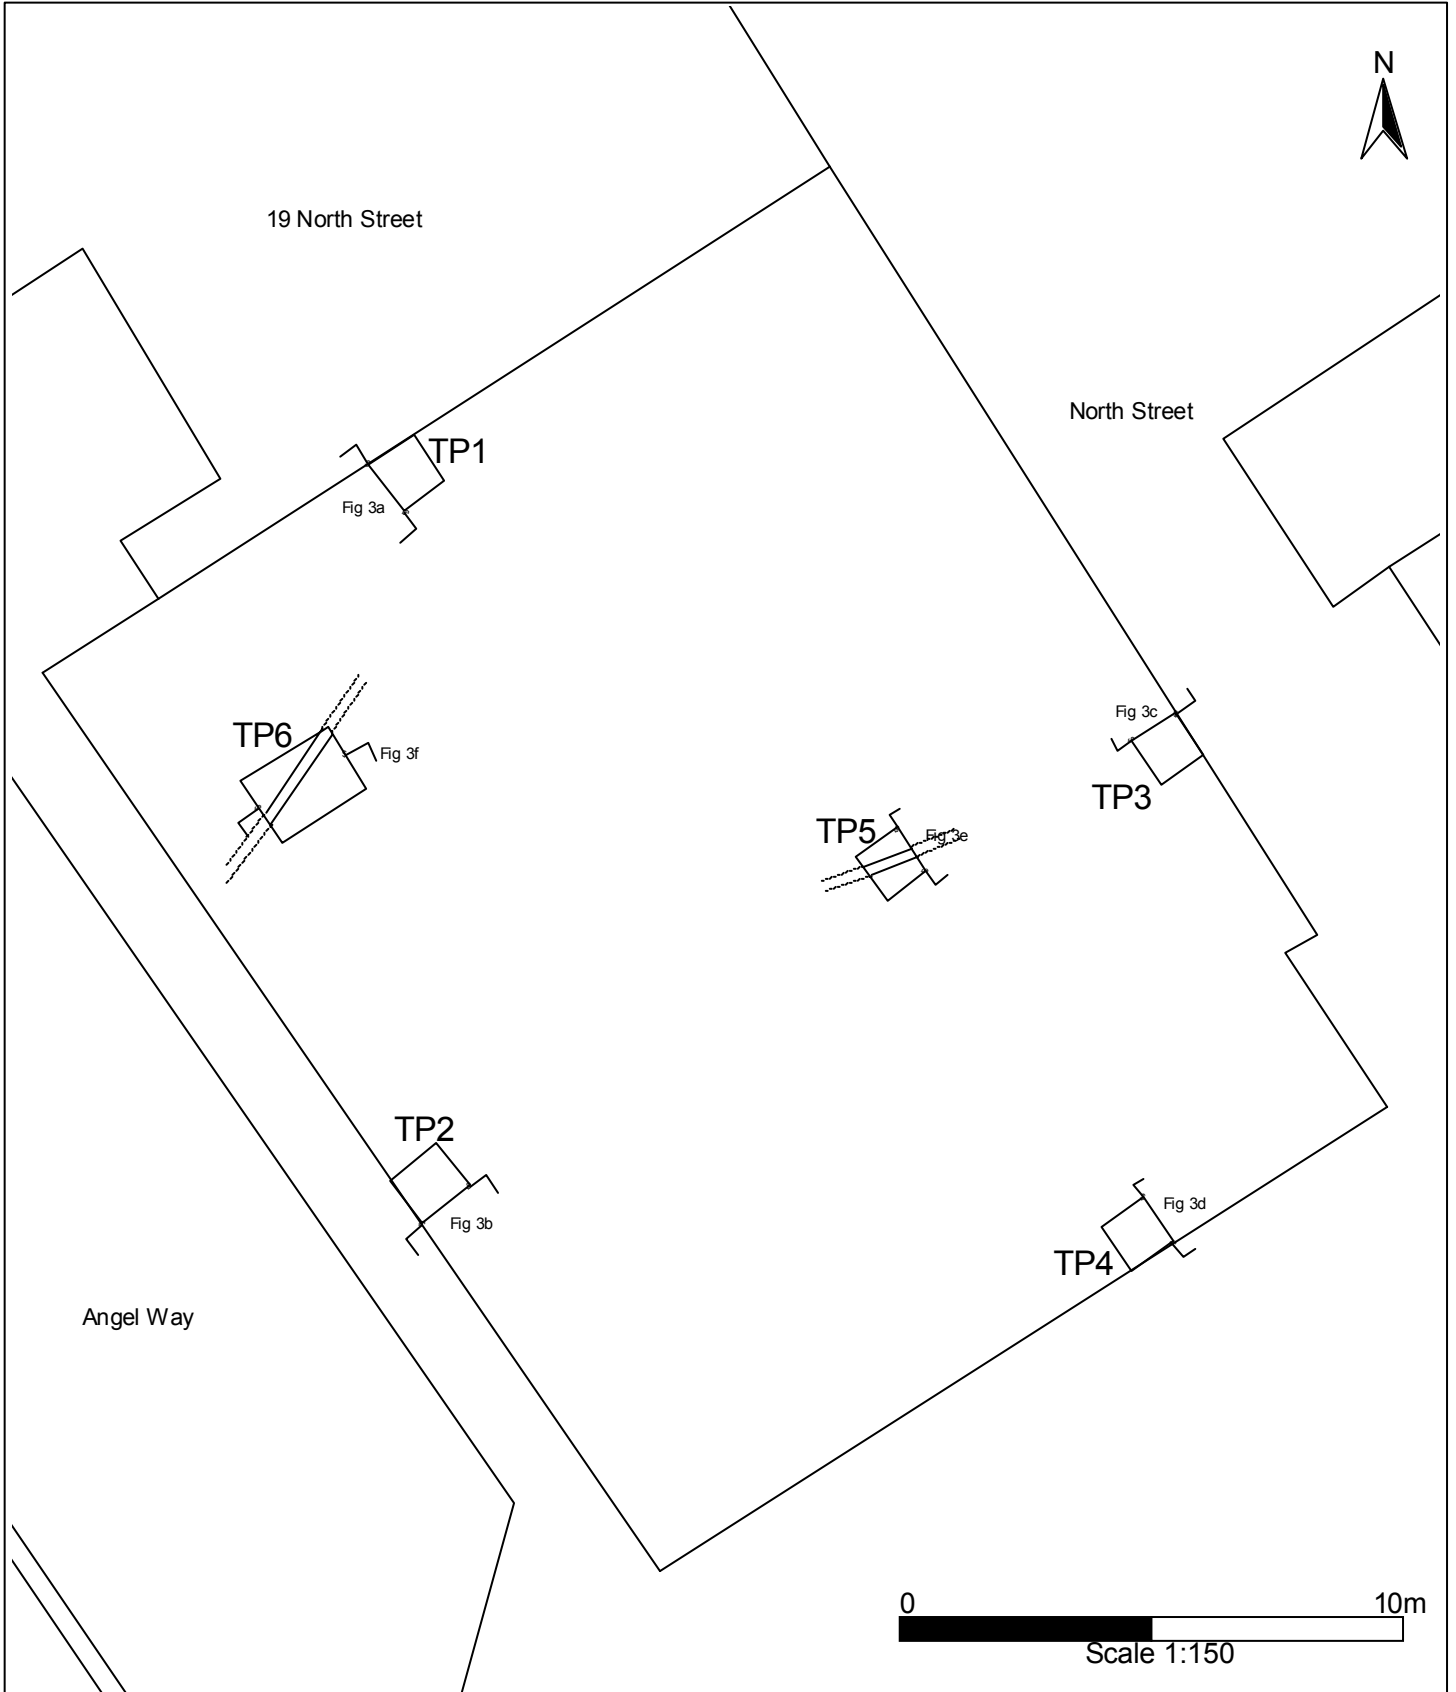 N
19 North Street
North Street
TP1
Fig 3a
Fig 3c
TP6
Fig 3f
TP3
TP5
Fig 3e
TP2
Fig 3b
Fig 3d
TP4
Angel Way
0 10m
Scale 1:150